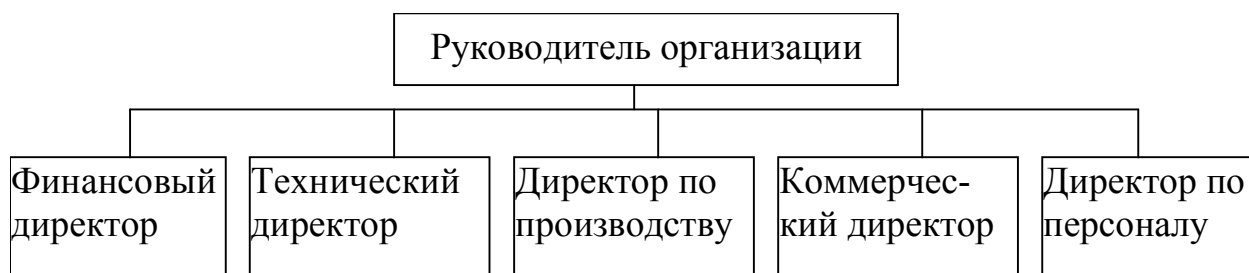 Руководитель организации
Финансовый
директор
Технический
директор
Директор по
производству
Коммерчес-
кий директор
Директор по
персоналу